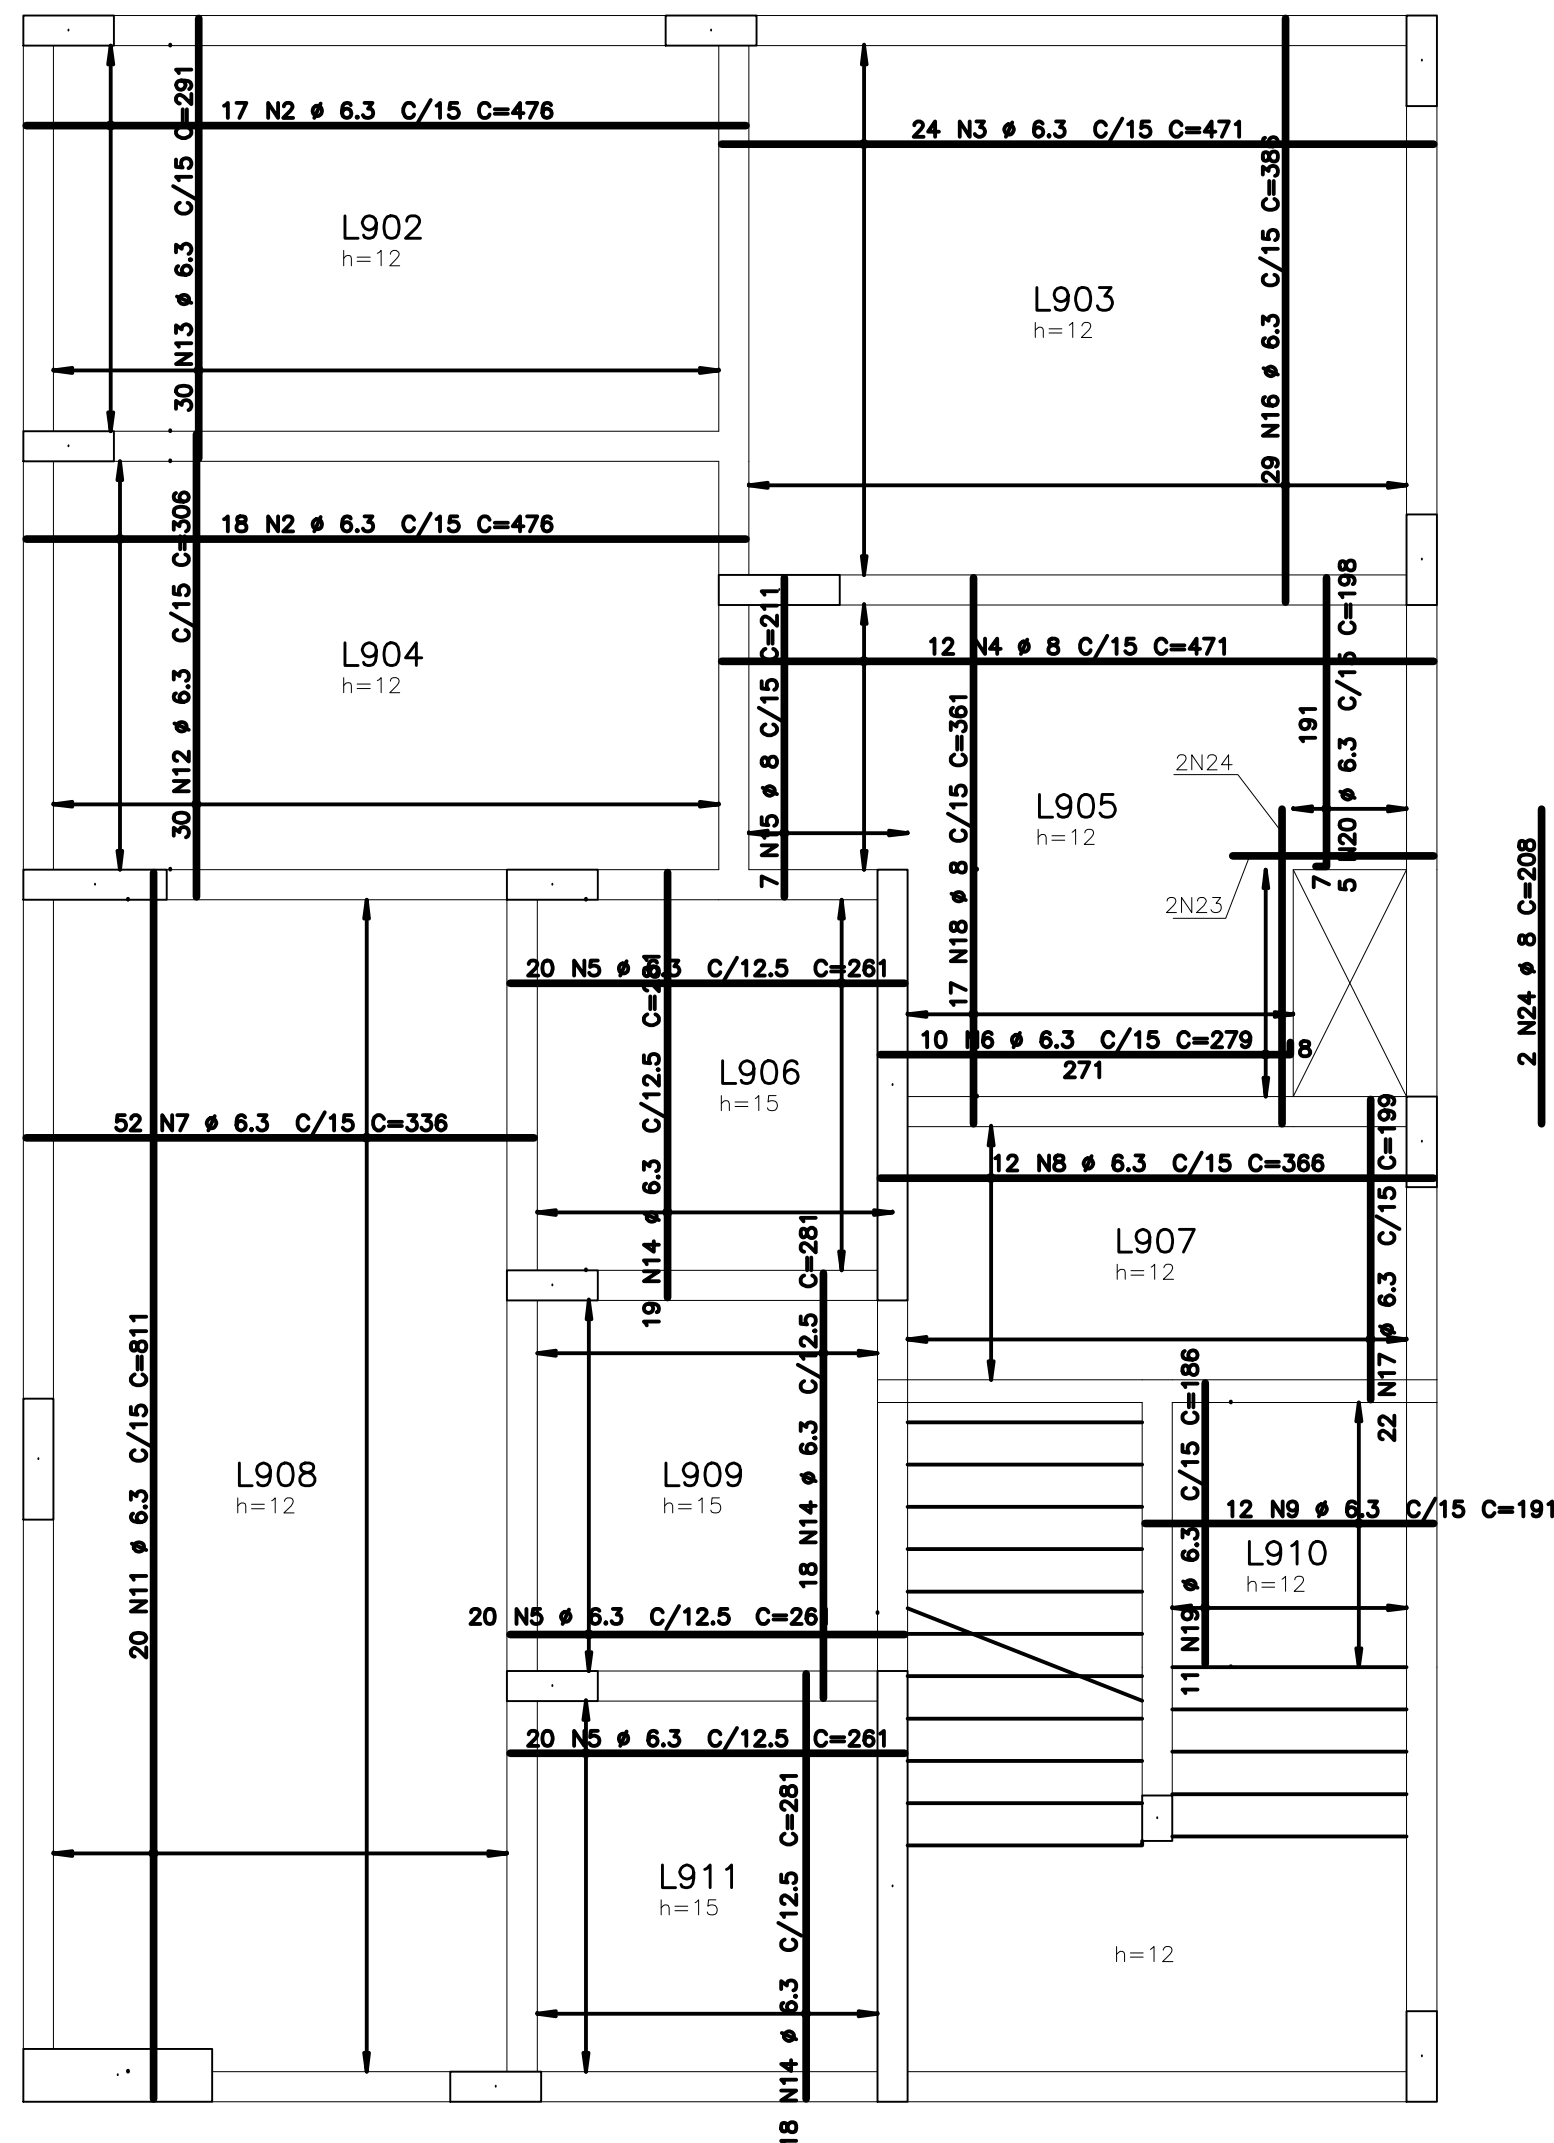 17 N2 ø 6.3 C/15 C=476
30 N13 ø 6.3 C/15 C=291
L902
h=12
24 N3 ø 6.3 C/15 C=471
29 N16 ø 6.3 C/15 C=386
L903
h=12
18 N2 ø 6.3 C/15 C=476
30 N12 ø 6.3 C/15 C=306
L904
h=12
7 N15 ø 8 C/15 C=211
12 N4 ø 8 C/15 C=471
17 N18 ø 8 C/15 C=361
191
7
5 N20 ø 6.3 C/15 C=198
2N24
L905
h=12
2N23
2 N24 ø 8 C=208
20 N5 ø 6.3 C/12.5 C=261
19 N14 ø 6.3 C/12.5 C=281
L906
h=15
10 N6 ø 6.3 C/15 C=279
8
271
52 N7 ø 6.3 C/15 C=336
12 N8 ø 6.3 C/15 C=366
22 N17 ø 6.3 C/15 C=199
L907
h=12
20 N11 ø 6.3 C/15 C=811
L908
h=12
L909
h=15
18 N14 ø 6.3 C/12.5 C=281
20 N5 ø 6.3 C/12.5 C=261
11 N19 ø 6.3 C/15 C=186
12 N9 ø 6.3 C/15 C=191
L910
h=12
20 N5 ø 6.3 C/12.5 C=261
18 N14 ø 6.3 C/12.5 C=281
L911
h=15
h=12